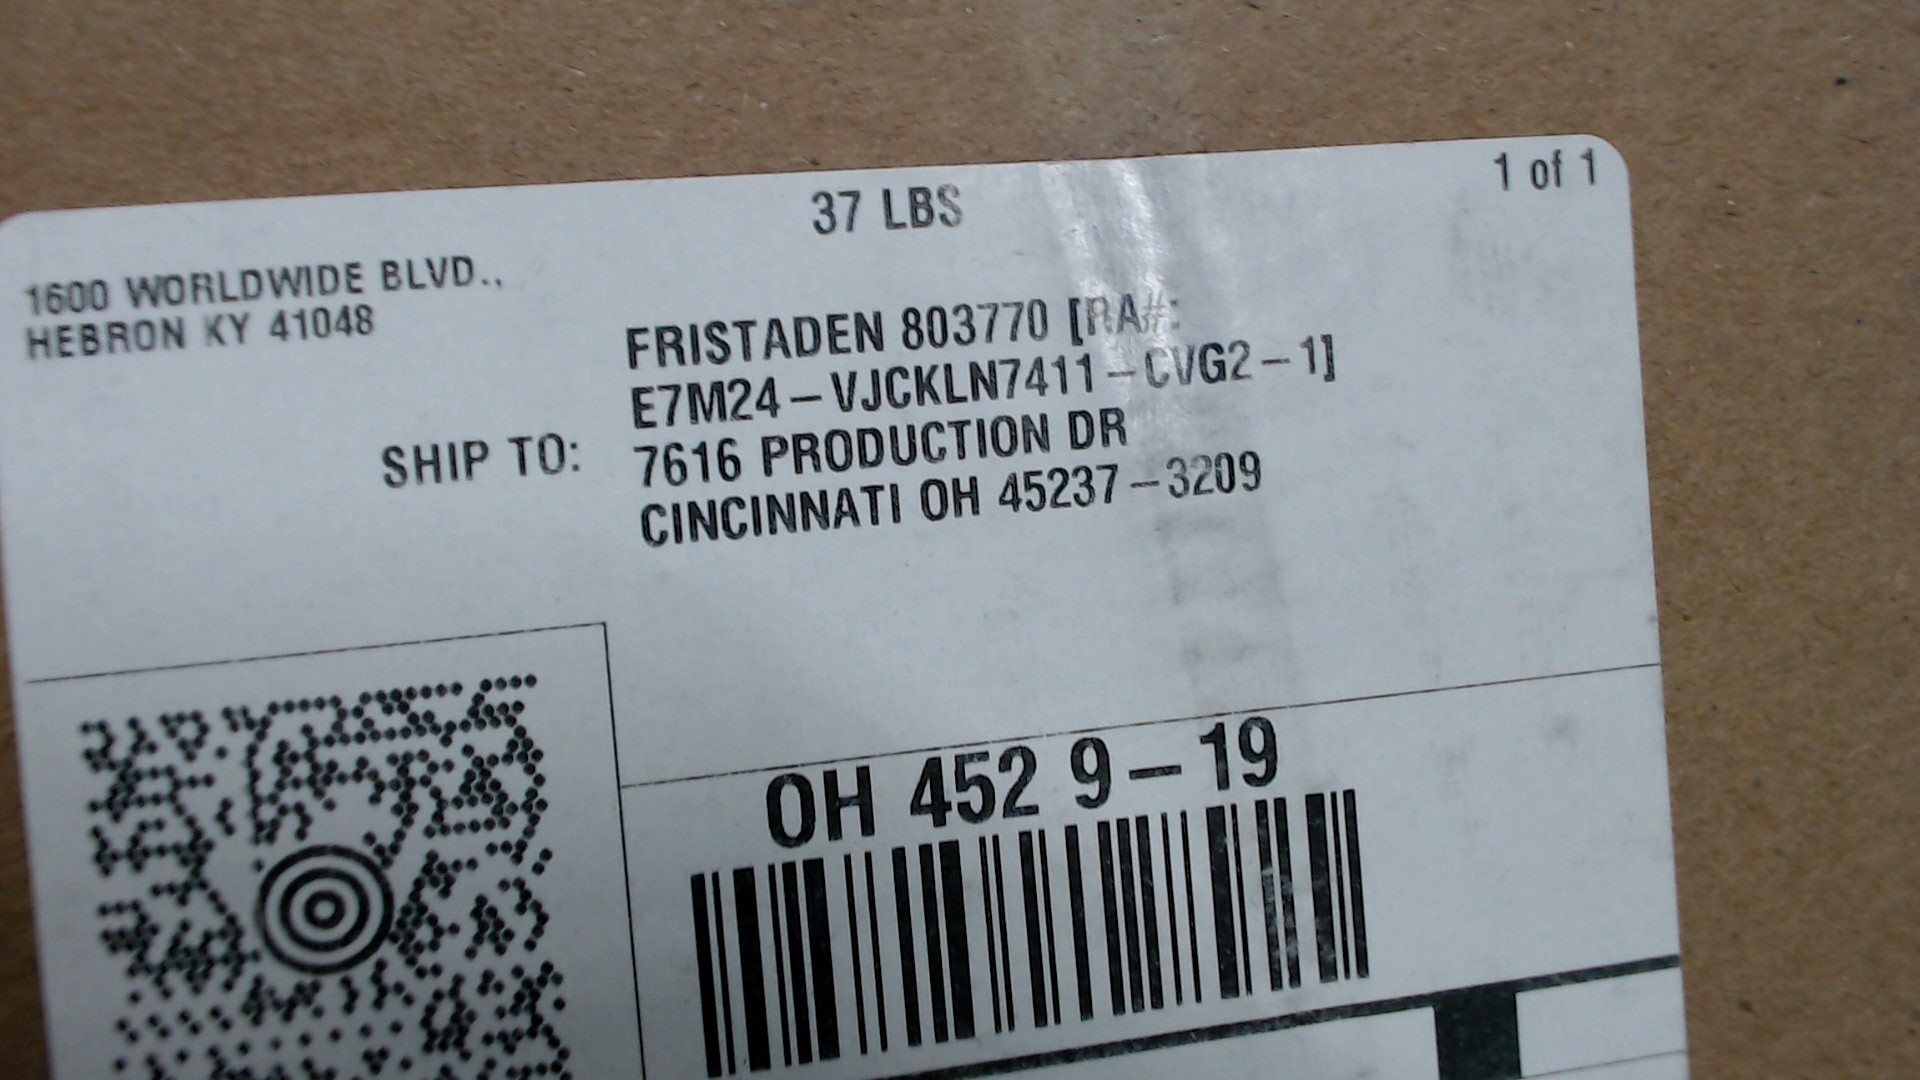 37 LBS
1 of 1
1600 WORLDWIDE BLVD.,
HEBRON KY 41048
FRISTADEN 803770 [RA#:
E7M24-VJCKLN7411-CVG2-1]
SHIP TO: 7616 PRODUCTION DR
CINCINNATI OH 45237-3209
OH 452 9-19